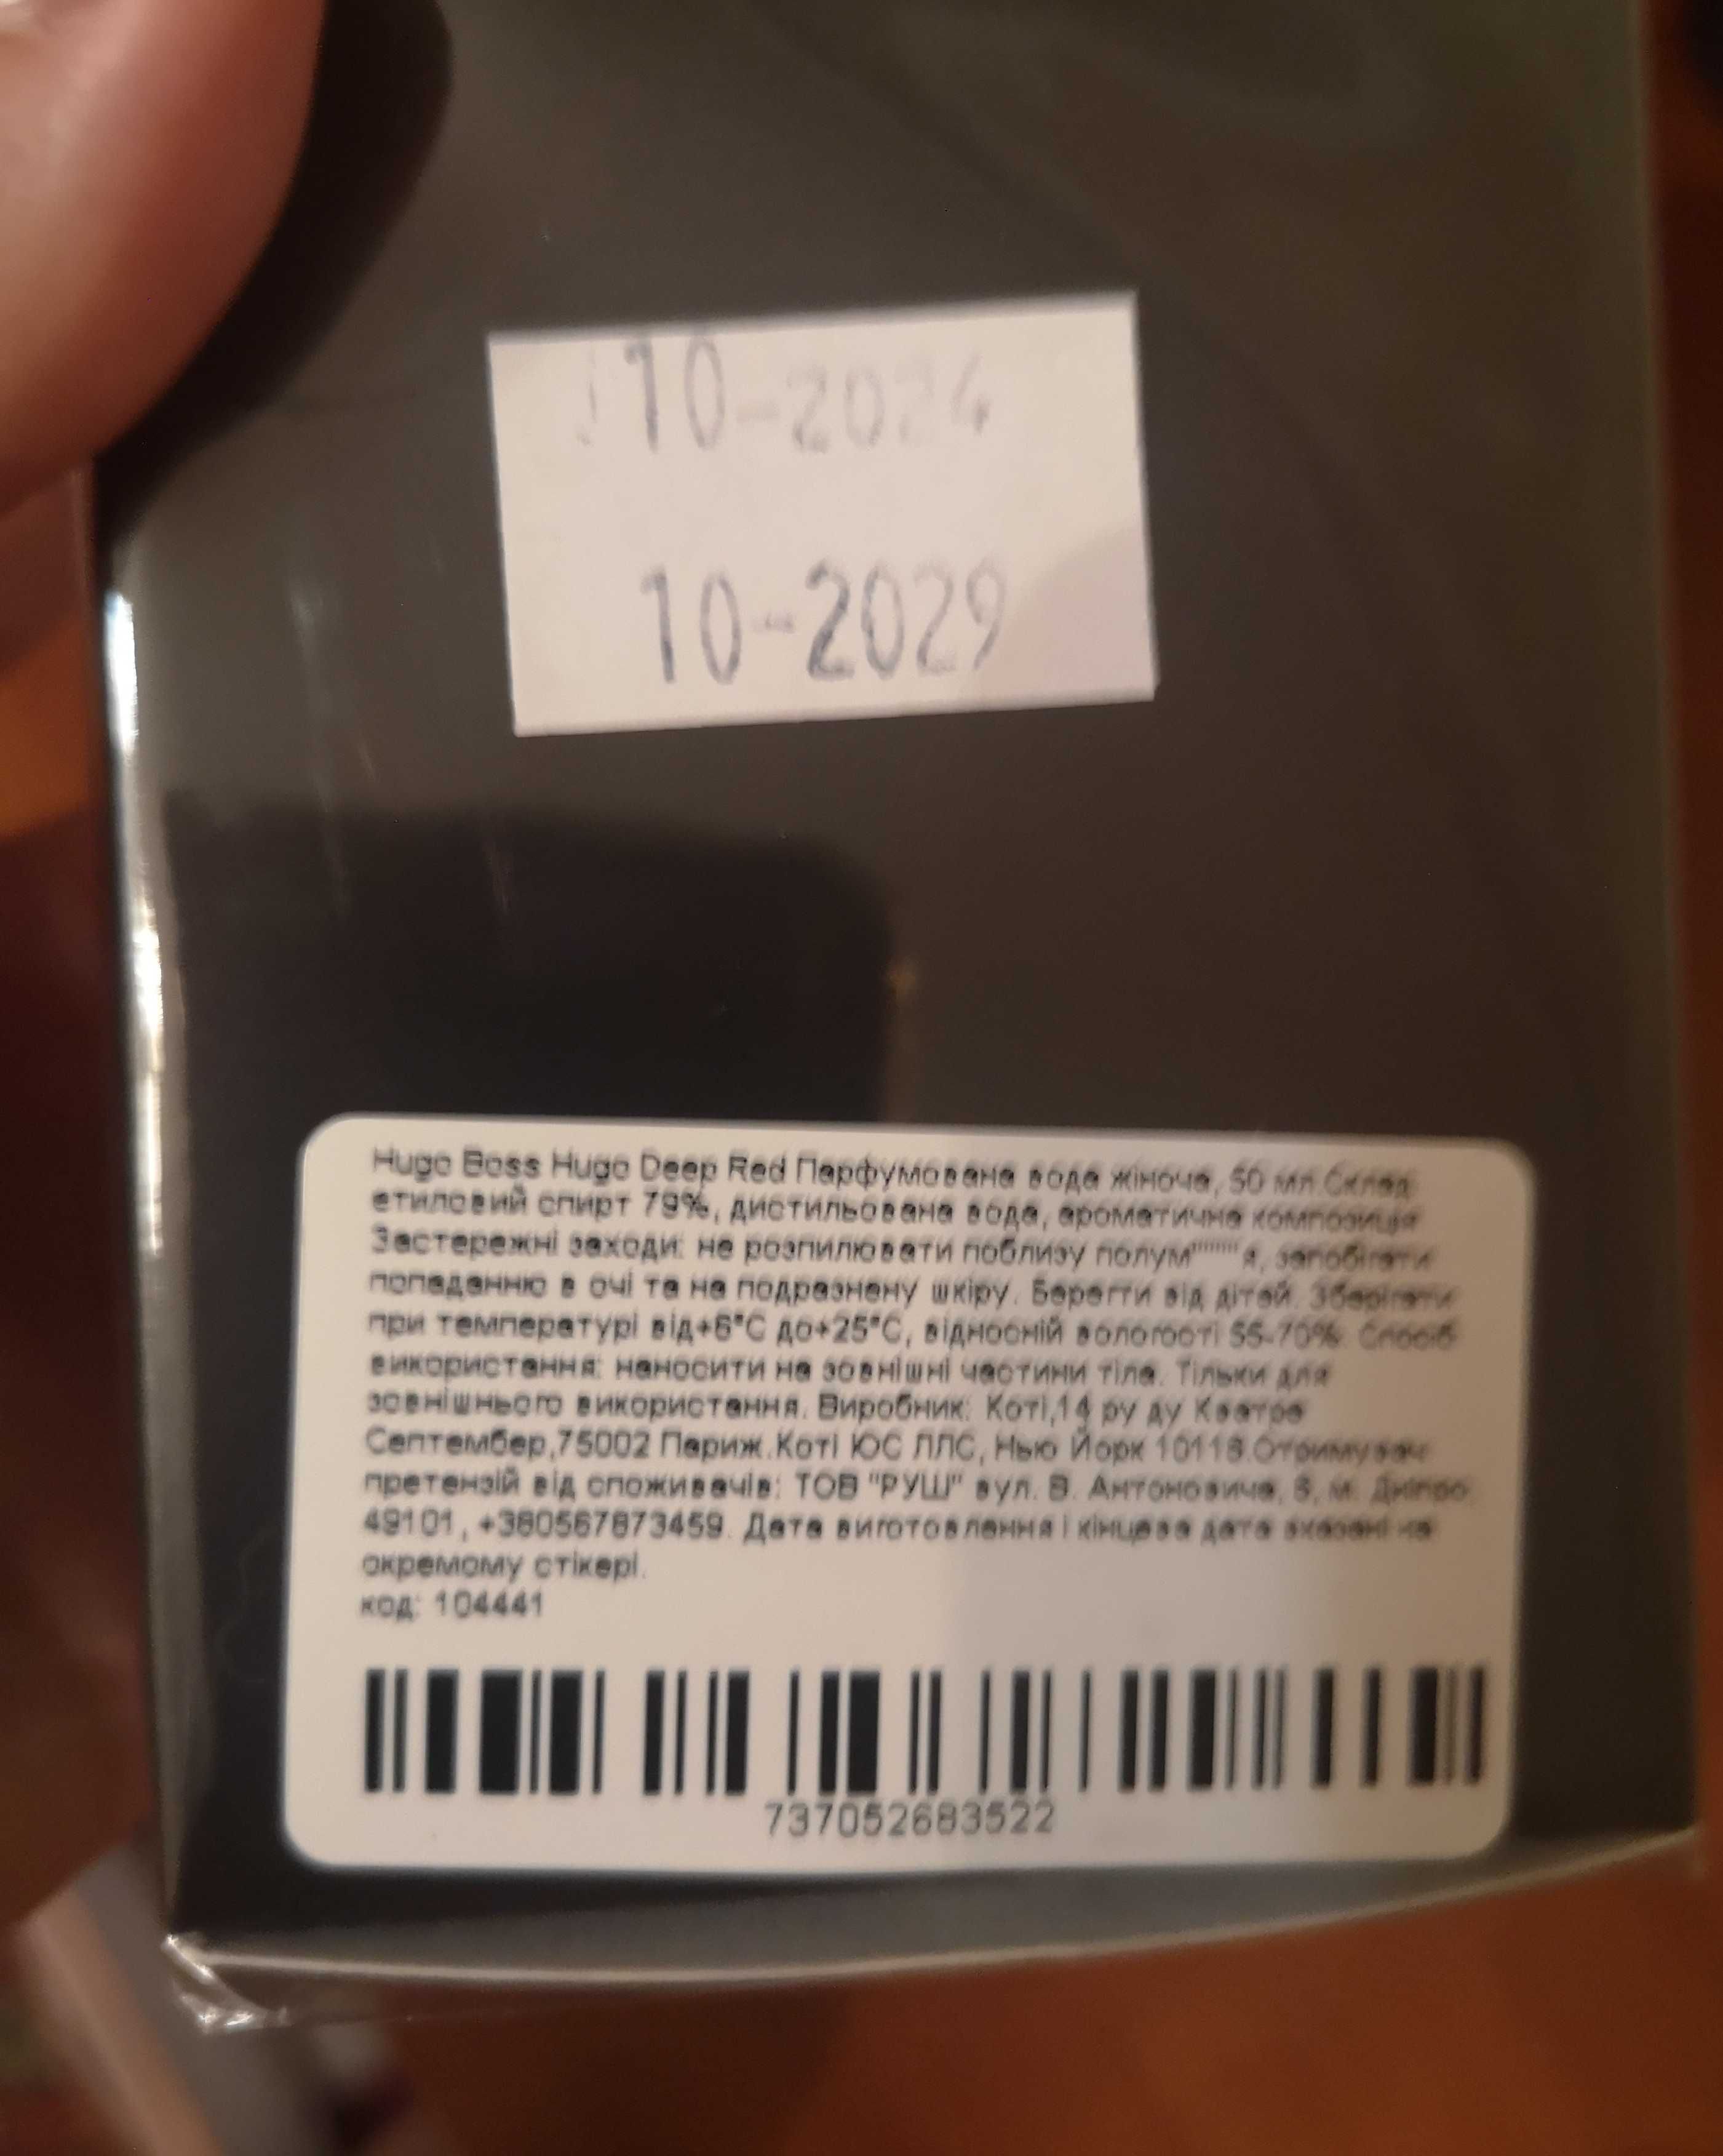 10-2024
10-2029
Hugo Boss Hugo Deep Red Парфумована вода жіноча, 50 мл Склад:
етиловий спирт 79%, дистильована вода, ароматична композиція
Застережні заходи: не розпилювати поблизу полум""""я, запобігати
попаданню в очі та на подразнену шкіру. Берегти від дітей. Зберігати
при температурі від+6°C до+25°C, відносній вологості 55-70%. Спосіб
використання: наносити на зовнішні частини тіла. Тільки для
зовнішнього використання. Виробник: Коті,14 ру ду Кватре
Септембер,75002 Париж.Коті ЮС ЛЛС, Нью Йорк 10118.Отримувач
претензій від споживачів: ТОВ "РУШ" вул. В. Антоновича, 6, м. Дніпро
49101, +380567873459. Дата виготовлення і кінцева дата вказані на
окремому стікері.
код: 104441
737052683522